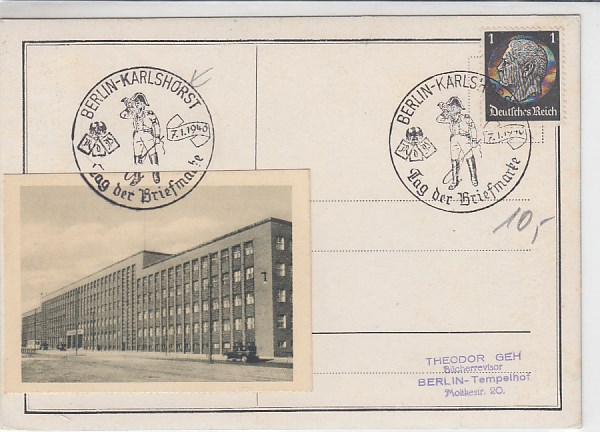 BERLIN-KARLSHORST
7.1.1940
Tag der Briefmarke
BERLIN-KARLSHORST
7.1.1940
Tag der Briefmarke
1 1
Deutsches Reich
10,-
THEODOR GEH
Bücherrevisor
BERLIN-Tempelhof
Moltkestr. 20.